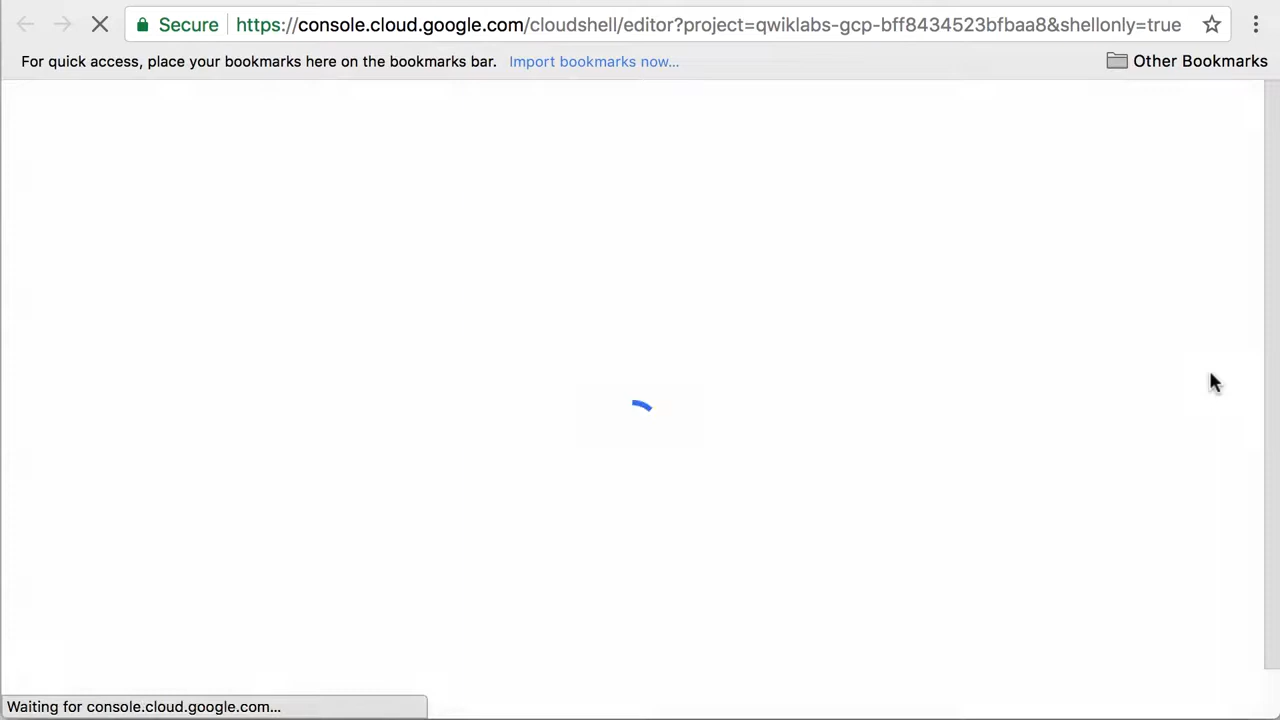 Secure https://console.cloud.google.com/cloudshell/editor?project=qwiklabs-gcp-bff8434523bfbaa8&shellonly=true
For quick access, place your bookmarks here on the bookmarks bar. Import bookmarks now... Other Bookmarks
Waiting for console.cloud.google.com...